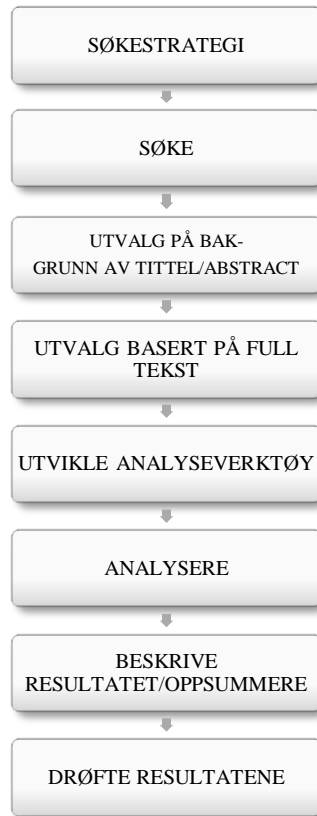 SØKESTRATEGI
SØKE
UTVALG PÅ BAK-
GRUNN AV TITTEL/ABSTRACT
UTVALG BASERT PÅ FULL
TEKST
UTVIKLE ANALYSEVERKTØY
ANALYSERE
BESKRIVE
RESULTATET/OPPSUMMERE
DRØFTE RESULTATENE